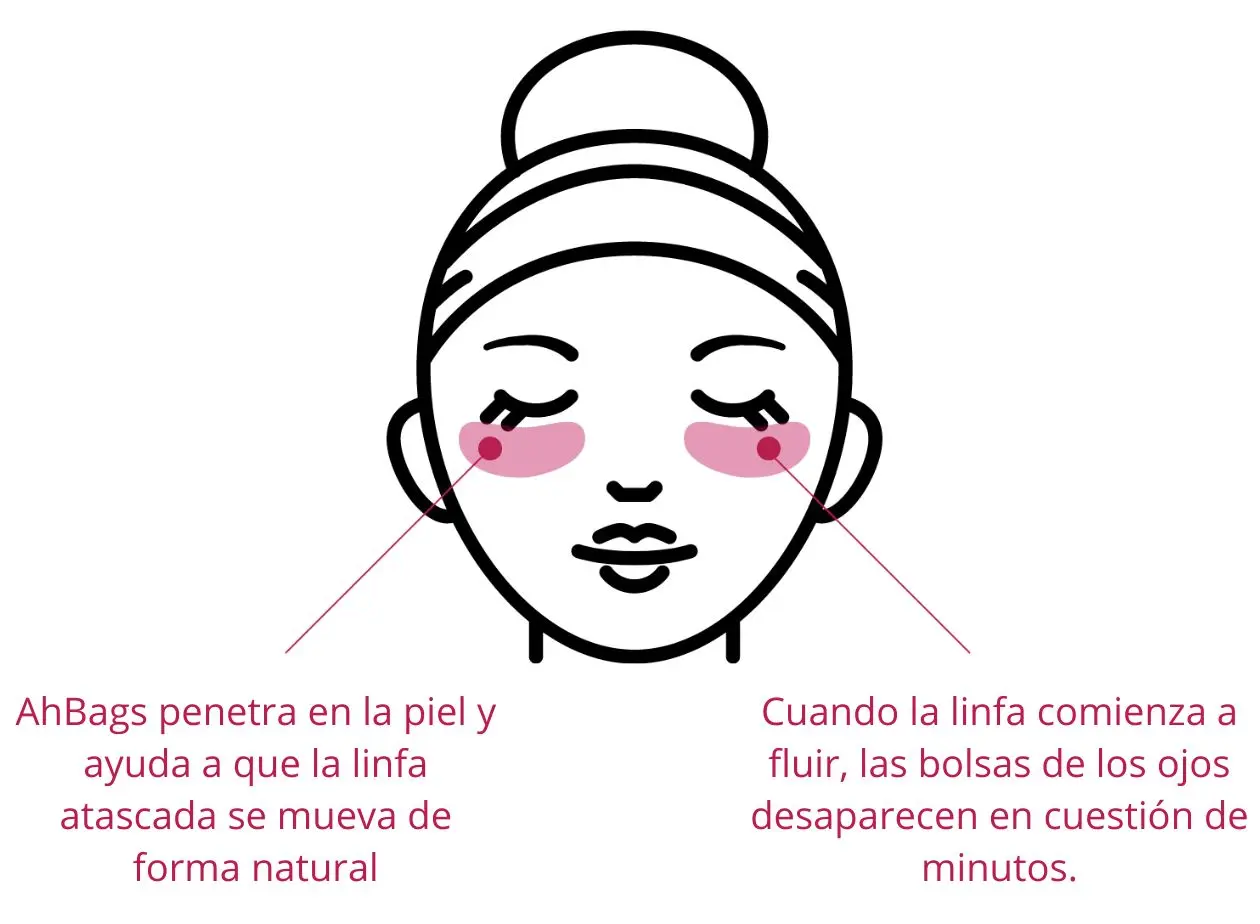 AhBags penetra en la piel y
ayuda a que la linfa
atascada se mueva de
forma natural
Cuando la linfa comienza a
fluir, las bolsas de los ojos
desaparecen en cuestión de
minutos.